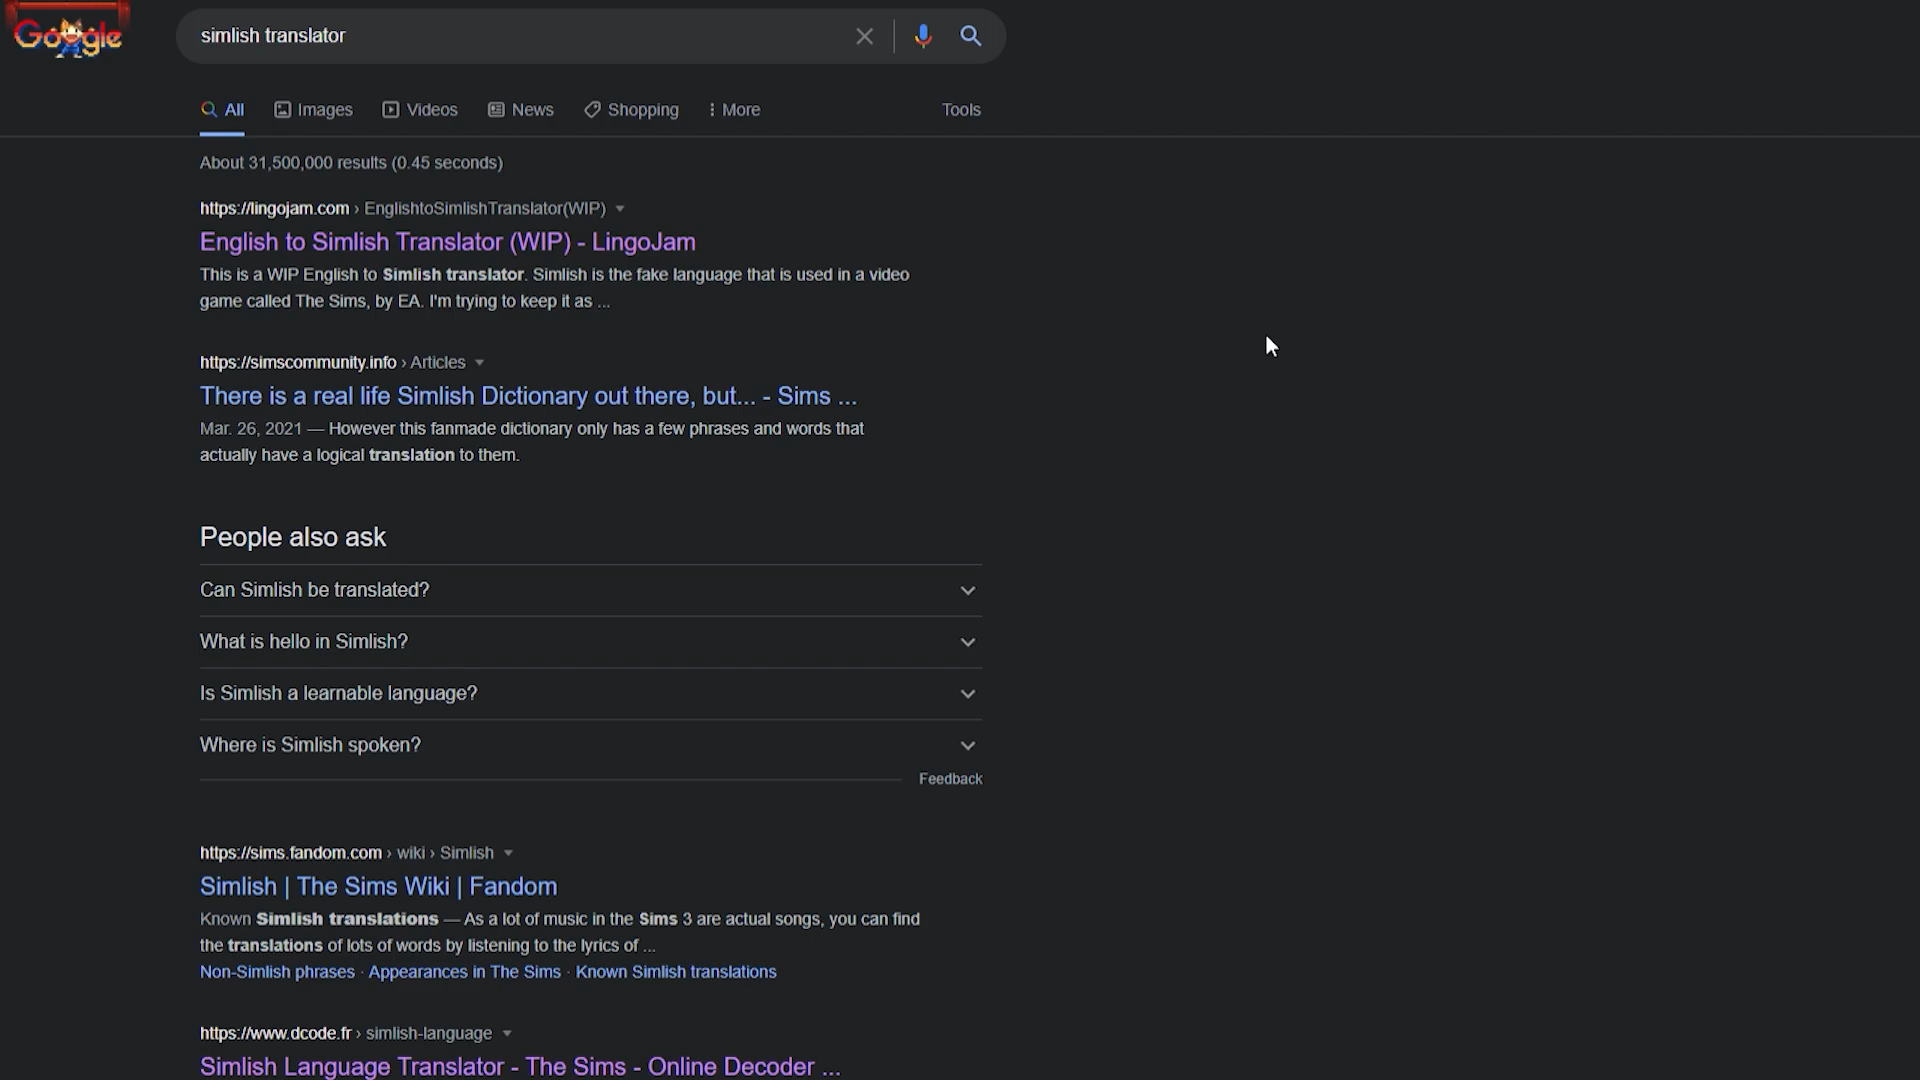 Google
simlish translator
All Images Videos News Shopping More Tools
About 31,500,000 results (0.45 seconds)
https://lingojam.com › EnglishtoSimlishTranslator(WIP)
English to Simlish Translator (WIP) - LingoJam
This is a WIP English to Simlish translator. Simlish is the fake language that is used in a video
game called The Sims, by EA. I'm trying to keep it as ...
https://simscommunity.info › Articles
There is a real life Simlish Dictionary out there, but... - Sims ...
Mar. 26, 2021 — However this fanmade dictionary only has a few phrases and words that
actually have a logical translation to them.
People also ask
Can Simlish be translated?
What is hello in Simlish?
Is Simlish a learnable language?
Where is Simlish spoken?
Feedback
https://sims.fandom.com › wiki › Simlish
Simlish | The Sims Wiki | Fandom
Known Simlish translations — As a lot of music in the Sims 3 are actual songs, you can find
the translations of lots of words by listening to the lyrics of ...
Non-Simlish phrases · Appearances in The Sims · Known Simlish translations
https://www.dcode.fr › simlish-language
Simlish Language Translator - The Sims - Online Decoder ...